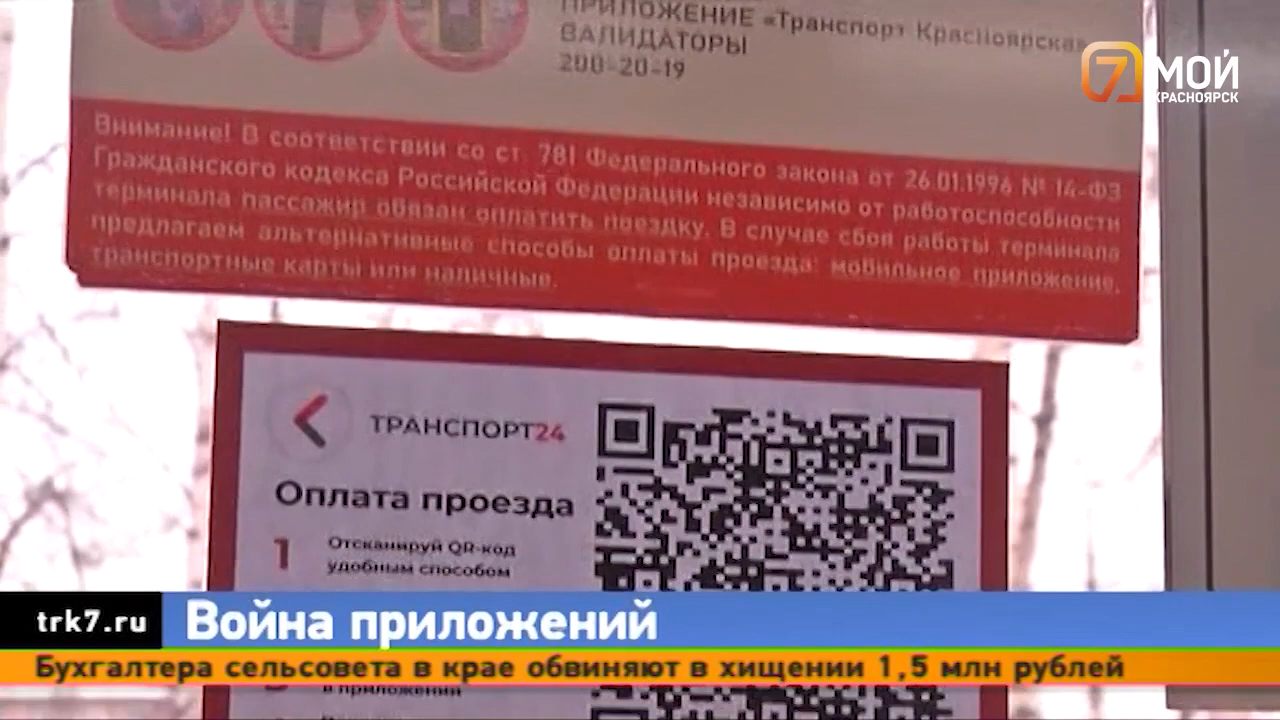 ПРИЛОЖЕНИЕ «Транспорт Красноярска»
ВАЛИДАТОРЫ
200-20-19
7 МОЙ
КРАСНОЯРСК
Внимание! В соответствии со ст. 781 Федерального закона от 26.01.1996 № 14-ФЗ
Гражданского кодекса Российской Федерации независимо от работоспособности
терминала пассажир обязан оплатить поездку. В случае сбоя работы терминала
предлагаем альтернативные способы оплаты проезда: мобильное приложение,
транспортные карты или наличные.
ТРАНСПОРТ24
Оплата проезда
1 Отсканируй QR-код
удобным способом
trk7.ru Война приложений
Бухгалтера сельсовета в крае обвиняют в хищении 1,5 млн рублей
в приложении